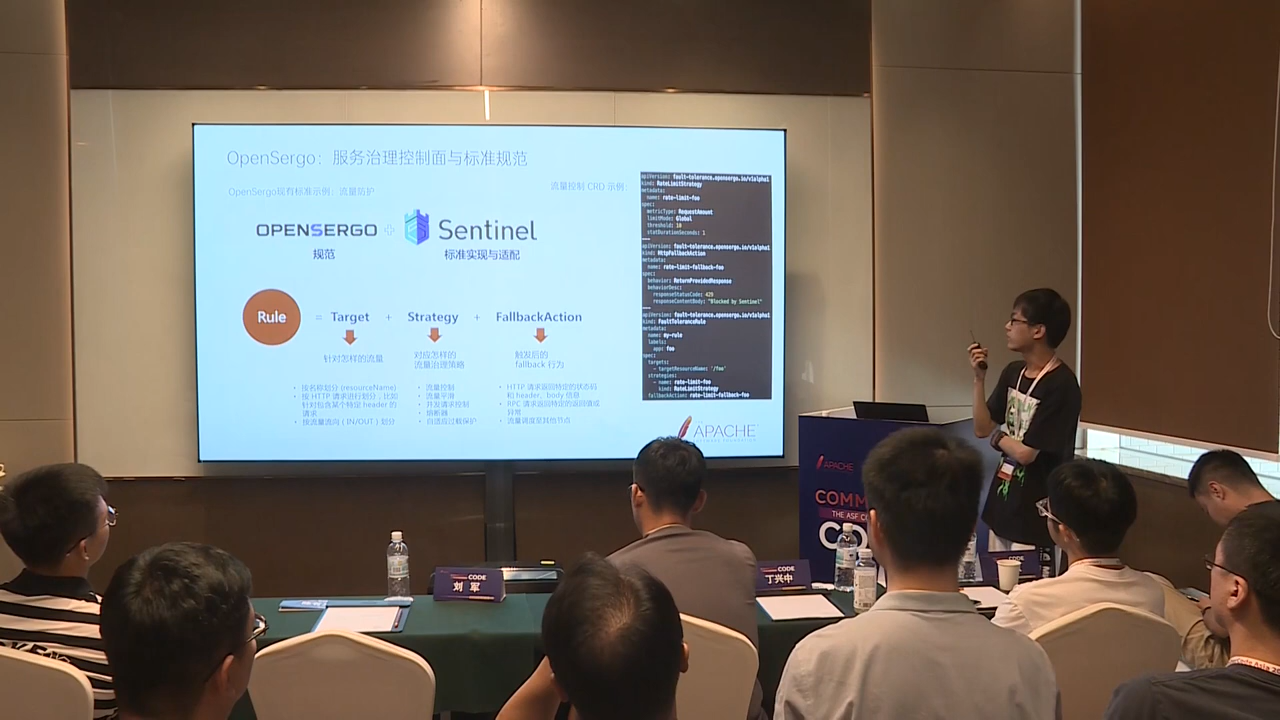 OpenSergo：服务治理控制面与标准规范
OpenSergo现有标准示例：流量防护
流量控制 CRD 示例：
OPENSERGO + Sentinel
规范
标准实现与适配
Rule = Target + Strategy + FallbackAction
针对怎样的流量
对应怎样的
流量治理策略
触发后的
fallback 行为
• 按名称划分 (resourceName)
• 按 HTTP 请求进行划分，比如
针对包含某个特定 header 的
请求
• 按流量流向（IN/OUT）划分
• 流量控制
• 流量平滑
• 并发请求控制
• 熔断器
• 自适应过载保护
• HTTP 请求返回特定的状态码
和 header、body 信息
• RPC 请求返回特定的返回值或
异常
• 流量调度至其他节点
apiVersion: fault-tolerance.opensergo.io/v1alpha1
kind: RateLimitStrategy
metadata:
name: rate-limit-foo
spec:
metricType: RequestAmount
limitMode: Global
threshold: 10
statDurationSeconds: 1
---
apiVersion: fault-tolerance.opensergo.io/v1alpha1
kind: HttpFallbackAction
metadata:
name: rate-limit-fallback-foo
spec:
behavior: ReturnProvidedResponse
behaviorDesc:
responseStatusCode: 429
responseContentBody: "Blocked by Sentinel"
---
apiVersion: fault-tolerance.opensergo.io/v1alpha1
kind: FaultToleranceRule
metadata:
name: my-rule
labels:
app: foo
spec:
targets:
- targetResourceName: '/foo'
strategies:
- name: rate-limit-foo
kind: RateLimitStrategy
fallbackAction: rate-limit-fallback-foo
APACHE
APACHE
COMM
THE ASF CO
CO
CODE
刘 军
CODE
丁兴中
CODE